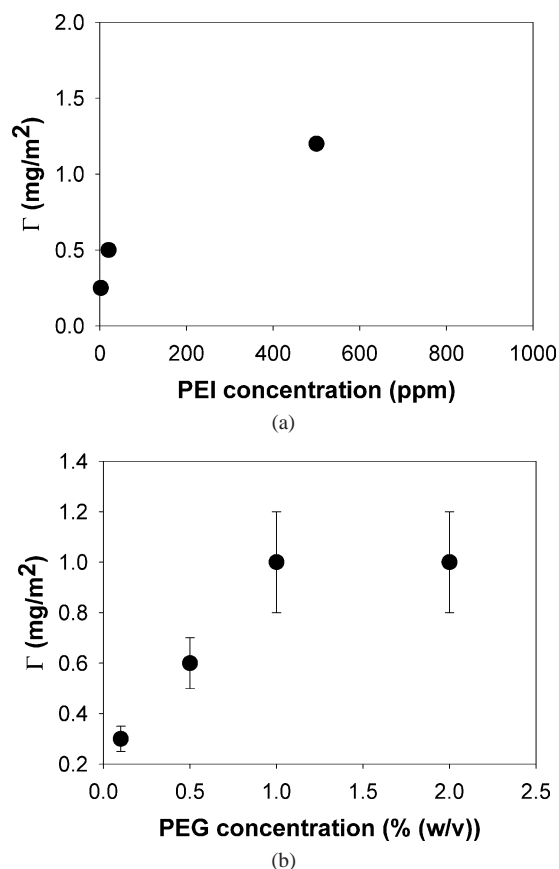 2.0
1.5
1.0
0.5
0.0
Γ (mg/m²)
0 200 400 600 800 1000
PEI concentration (ppm)
(a)
1.4
1.2
1.0
0.8
0.6
0.4
0.2
Γ (mg/m²)
0.0 0.5 1.0 1.5 2.0 2.5
PEG concentration (% (w/v))
(b)